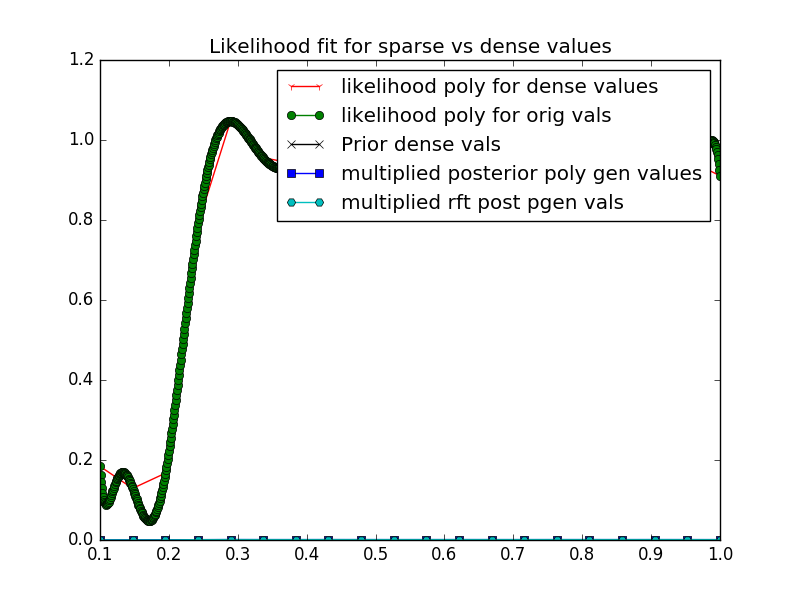 Likelihood fit for sparse vs dense values
1.2
1.0
0.8
0.6
0.4
0.2
0.0
likelihood poly for dense values
likelihood poly for orig vals
Prior dense vals
multiplied posterior poly gen values
multiplied rft post pgen vals
0.1 0.2 0.3 0.4 0.5 0.6 0.7 0.8 0.9 1.0